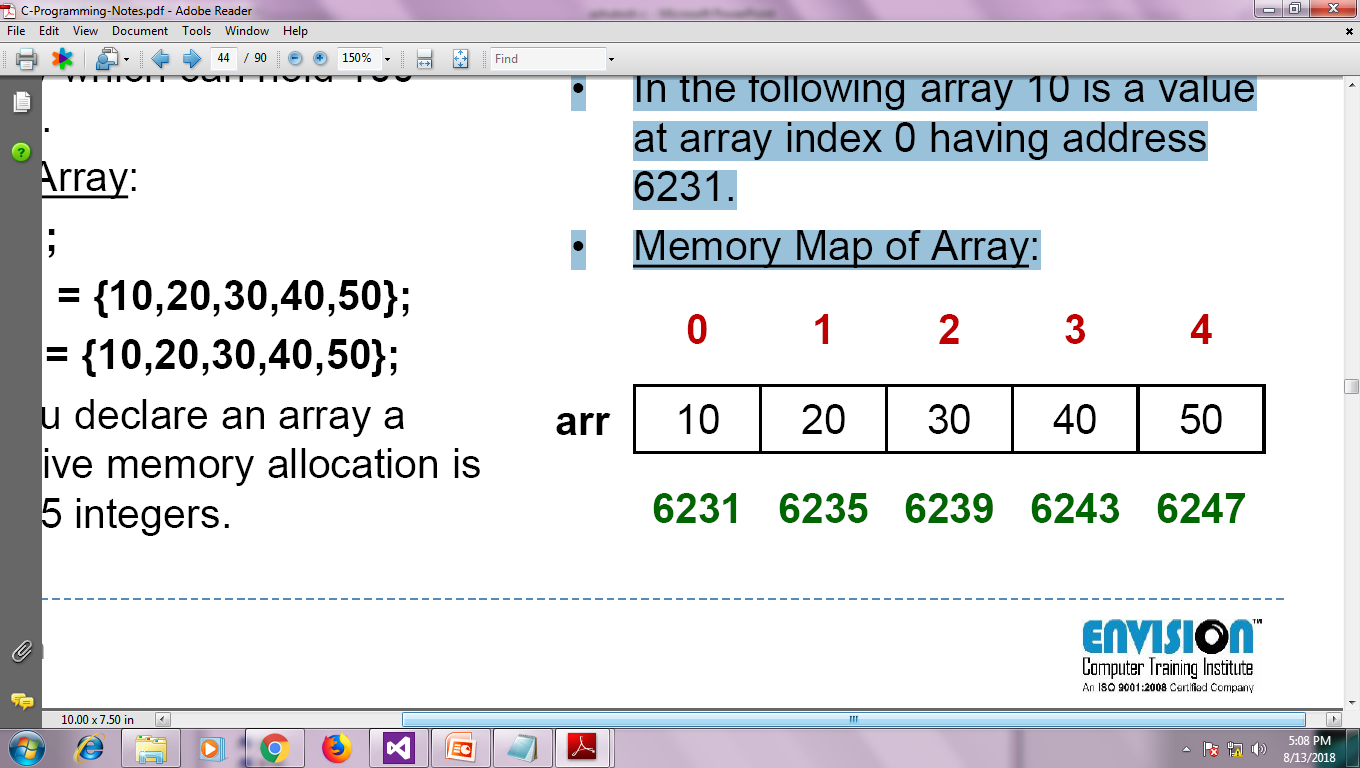 C-Programming-Notes.pdf - Adobe Reader
File Edit View Document Tools Window Help
44 / 90 150% Find
.
Array:
;
= {10,20,30,40,50};
= {10,20,30,40,50};
u declare an array a
ive memory allocation is
5 integers.
• In the following array 10 is a value
at array index 0 having address
6231.
• Memory Map of Array:
0 1 2 3 4
arr 10 20 30 40 50
6231 6235 6239 6243 6247
ENVISION™
Computer Training Institute
An ISO 9001:2008 Certified Company
10.00 x 7.50 in
5:08 PM
8/13/2018